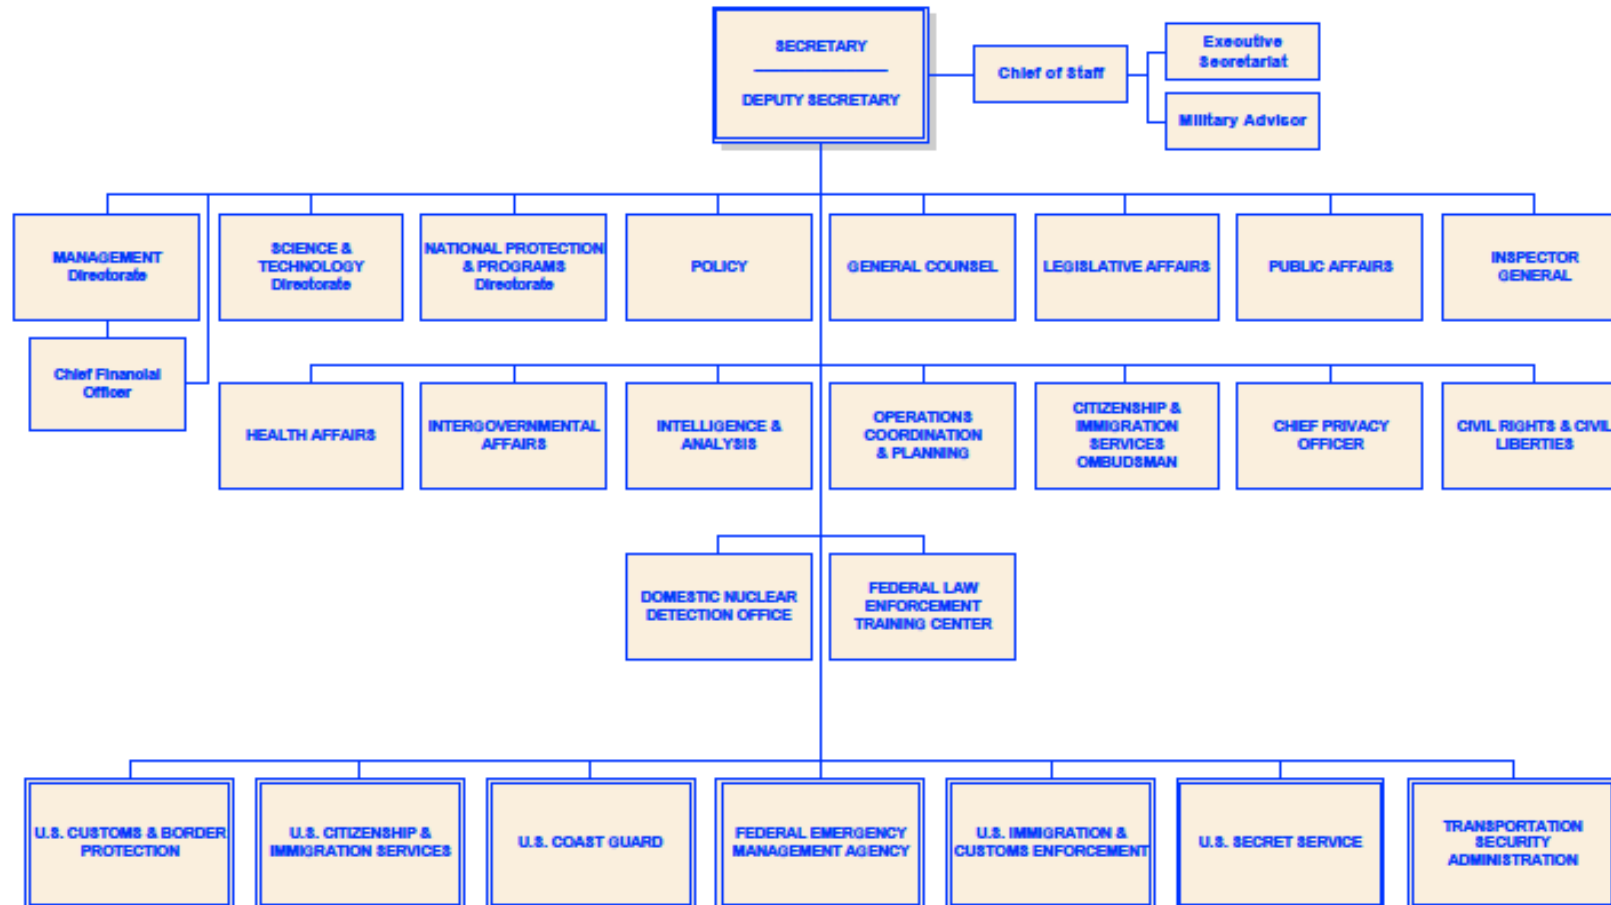 SECRETARY
DEPUTY SECRETARY
Chief of Staff
Executive
Secretariat
Military Advisor
MANAGEMENT
Directorate
SCIENCE &
TECHNOLOGY
Directorate
NATIONAL PROTECTION
& PROGRAMS
Directorate
POLICY
GENERAL COUNSEL
LEGISLATIVE AFFAIRS
PUBLIC AFFAIRS
INSPECTOR
GENERAL
Chief Financial
Officer
HEALTH AFFAIRS
INTERGOVERNMENTAL
AFFAIRS
INTELLIGENCE &
ANALYSIS
OPERATIONS
COORDINATION
& PLANNING
CITIZENSHIP &
IMMIGRATION
SERVICES
OMBUDSMAN
CHIEF PRIVACY
OFFICER
CIVIL RIGHTS & CIVIL
LIBERTIES
DOMESTIC NUCLEAR
DETECTION OFFICE
FEDERAL LAW
ENFORCEMENT
TRAINING CENTER
U.S. CUSTOMS & BORDER
PROTECTION
U.S. CITIZENSHIP &
IMMIGRATION SERVICES
U.S. COAST GUARD
FEDERAL EMERGENCY
MANAGEMENT AGENCY
U.S. IMMIGRATION &
CUSTOMS ENFORCEMENT
U.S. SECRET SERVICE
TRANSPORTATION
SECURITY
ADMINISTRATION